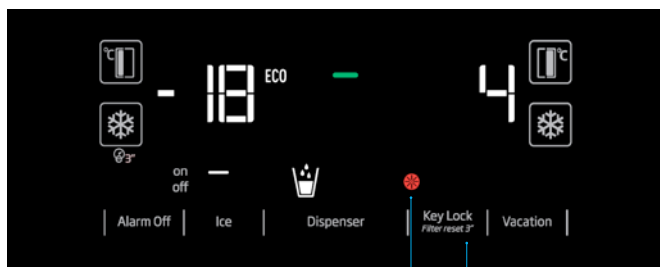 °C
°C
- 18
ECO
4
3"
on
off
Alarm Off
Ice
Dispenser
Key Lock
Filter reset 3"
Vacation